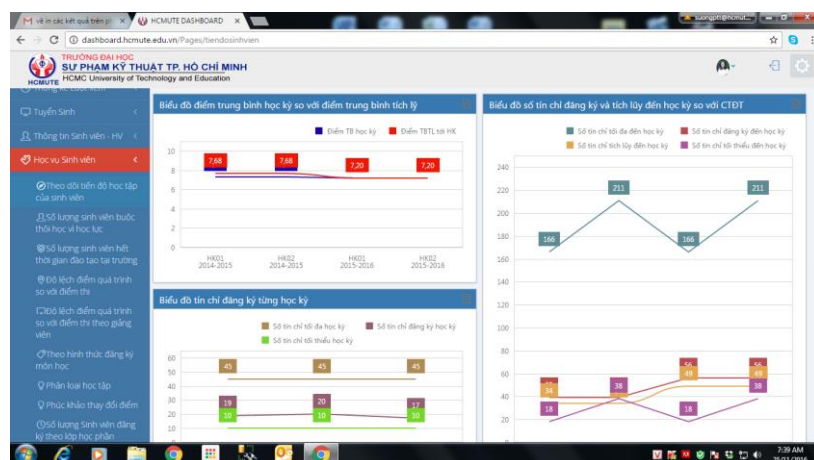 vẽ in các kết quả trên p
HCMUTE DASHBOARD
suongptt@hcmut...
dashboard.hcmute.edu.vn/Pages/tiendosinhvien
TRƯỜNG ĐẠI HỌC
SƯ PHẠM KỸ THUẬT TP. HỒ CHÍ MINH
HCMC University of Technology and Education
HCMUTE
Tuyển Sinh
Thông tin Sinh viên - HV
Học vụ Sinh viên
Theo dõi tiến độ học tập
của sinh viên
Số lượng sinh viên buộc
thôi học vì học lực
Số lượng sinh viên hết
thời gian đào tạo tại trường
Độ lệch điểm quá trình
so với điểm thi
Độ lệch điểm quá trình
so với điểm thi theo giảng
viên
Theo hình thức đăng ký
môn học
Phân loại học tập
Phúc khảo thay đổi điểm
Số lượng Sinh viên đăng
ký theo lớp học phần
Biểu đồ điểm trung bình học kỳ so với điểm trung bình tích lỹ
Điểm TB học kỳ Điểm TBTL tới HK
10
8
6
4
2
0
7,68 7,68 7,20 7,20
HK01 HK02 HK01 HK02
2014-2015 2014-2015 2015-2016 2015-2016
Biểu đồ tín chỉ đăng ký từng học kỳ
Số tín chỉ tối đa học kỳ Số tín chỉ đăng ký học kỳ
Số tín chỉ tối thiểu học kỳ
60
50
40
30
20
10
45 45 45
19 20 17
10 10 10
Biểu đồ số tín chỉ đăng ký và tích lũy đến học kỳ so với CTĐT
Số tín chỉ tối đa đến học kỳ Số tín chỉ đăng ký đến học kỳ
Số tín chỉ tích lũy đến học kỳ Số tín chỉ tối thiểu đến học kỳ
240
220
200
180
160
140
120
100
80
60
40
20
166 211 166 211
56 56
34 49 49
18 38 18 38
7:39 AM